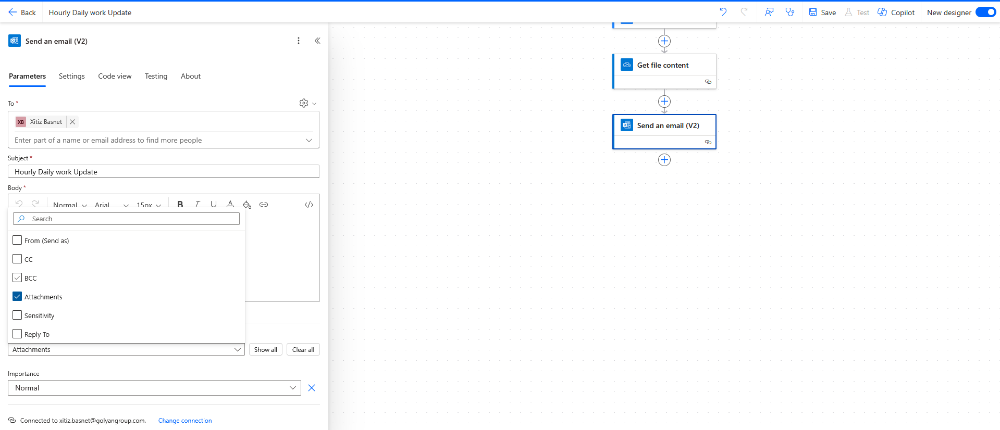 Back
Hourly Daily work Update
Save
Test
Copilot
New designer
Send an email (V2)
Parameters
Settings
Code view
Testing
About
To *
XB
Xitiz Basnet
Enter part of a name or email address to find more people
Subject *
Hourly Daily work Update
Body *
Normal
Arial
15px
B
I
U
A
</>
Search
From (Send as)
CC
BCC
Attachments
Sensitivity
Reply To
Attachments
Show all
Clear all
Importance
Normal
Connected to xitiz.basnet@golyangroup.com.
Change connection
Get file content
Send an email (V2)